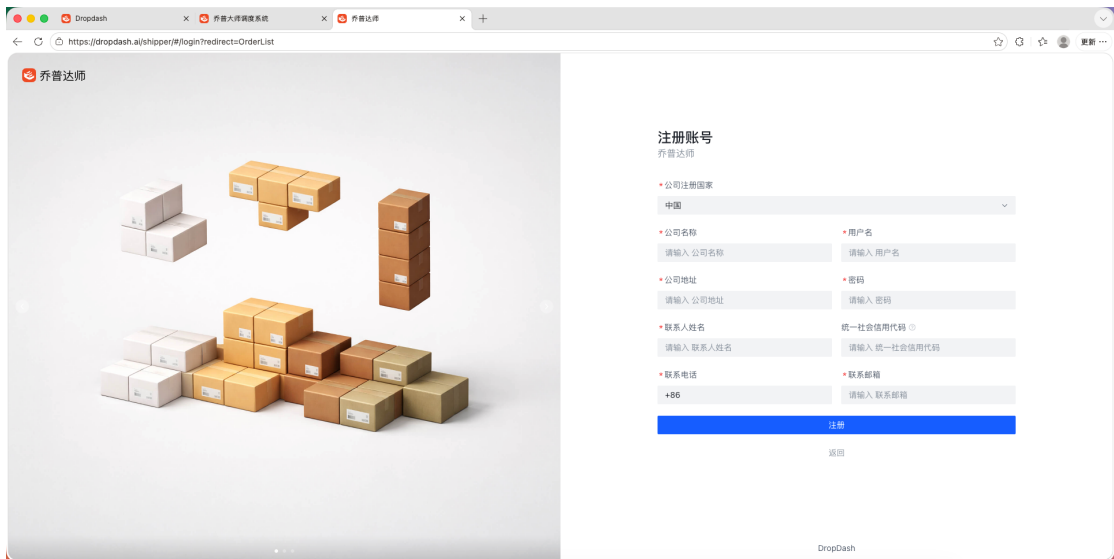 Dropdash
乔普大师调度系统
乔普达师
https://dropdash.ai/shipper/#/login?redirect=OrderList
更新
乔普达师
注册账号
乔普达师
* 公司注册国家
中国
* 公司名称
* 用户名
请输入 公司名称
请输入 用户名
* 公司地址
* 密码
请输入 公司地址
请输入 密码
* 联系人姓名
统一社会信用代码
请输入 联系人姓名
请输入 统一社会信用代码
* 联系电话
* 联系邮箱
+86
请输入 联系邮箱
注册
返回
DropDash